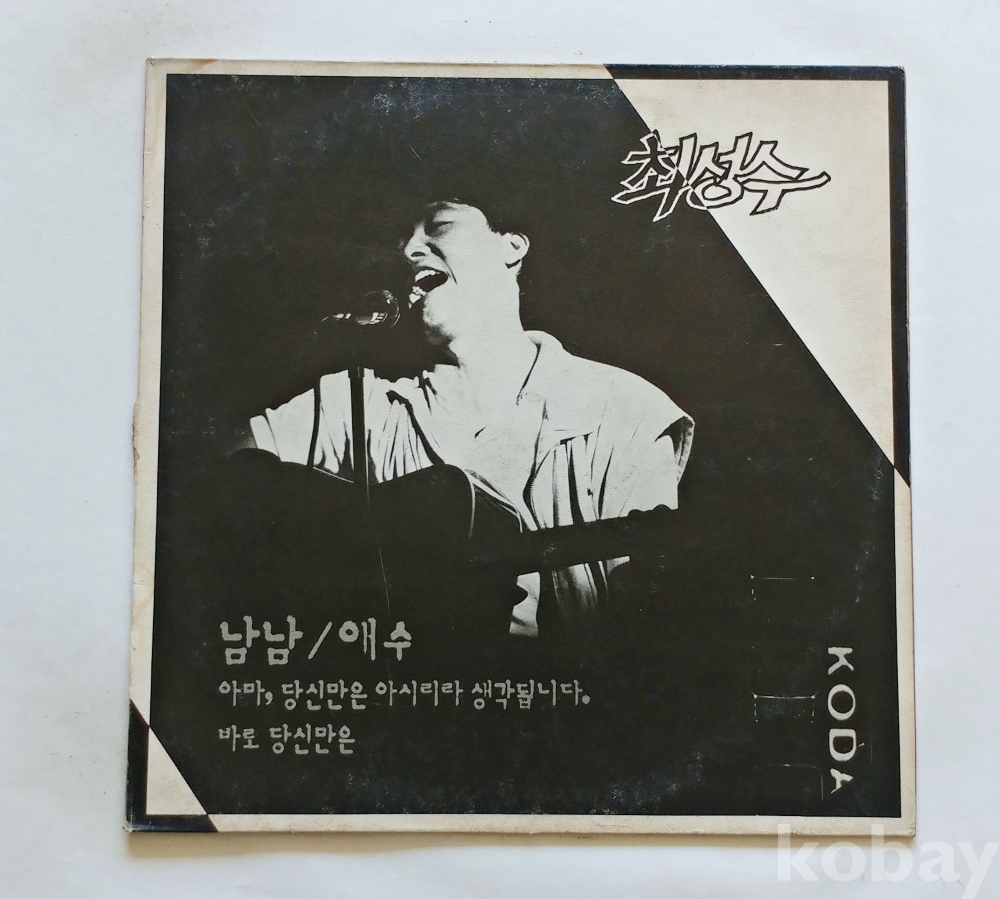 최성수
남남/애수
아마, 당신만은 아시리라 생각됩니다.
바로 당신만은
KODA
kobay